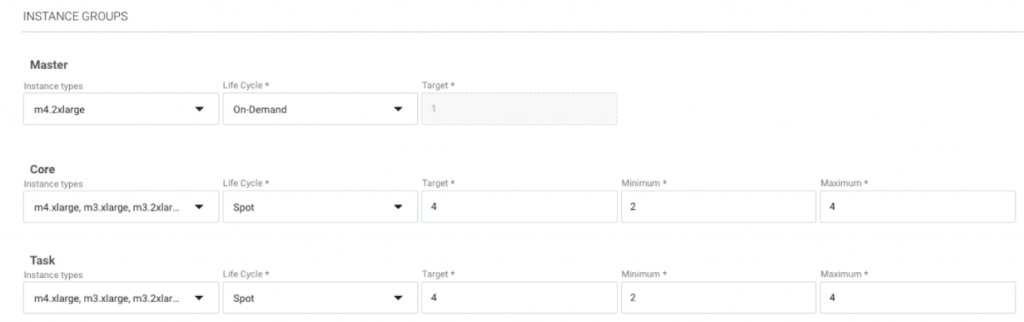 INSTANCE GROUPS
Master
Instance types Life Cycle * Target *
m4.2xlarge On-Demand 1
Core
Instance types Life Cycle * Target * Minimum * Maximum *
m4.xlarge, m3.xlarge, m3.2xlar... Spot 4 2 4
Task
Instance types Life Cycle * Target * Minimum * Maximum *
m4.xlarge, m3.xlarge, m3.2xlar... Spot 4 2 4